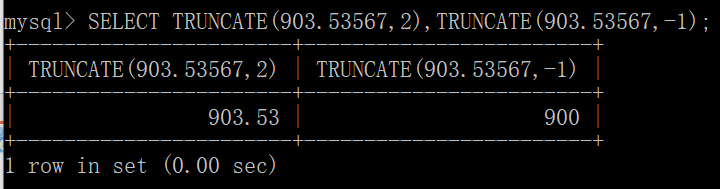 mysql> SELECT TRUNCATE(903.53567,2),TRUNCATE(903.53567,-1);
+-----------------------+------------------------+
| TRUNCATE(903.53567,2) | TRUNCATE(903.53567,-1) |
+-----------------------+------------------------+
|                903.53 |                    900 |
+-----------------------+------------------------+
1 row in set (0.00 sec)